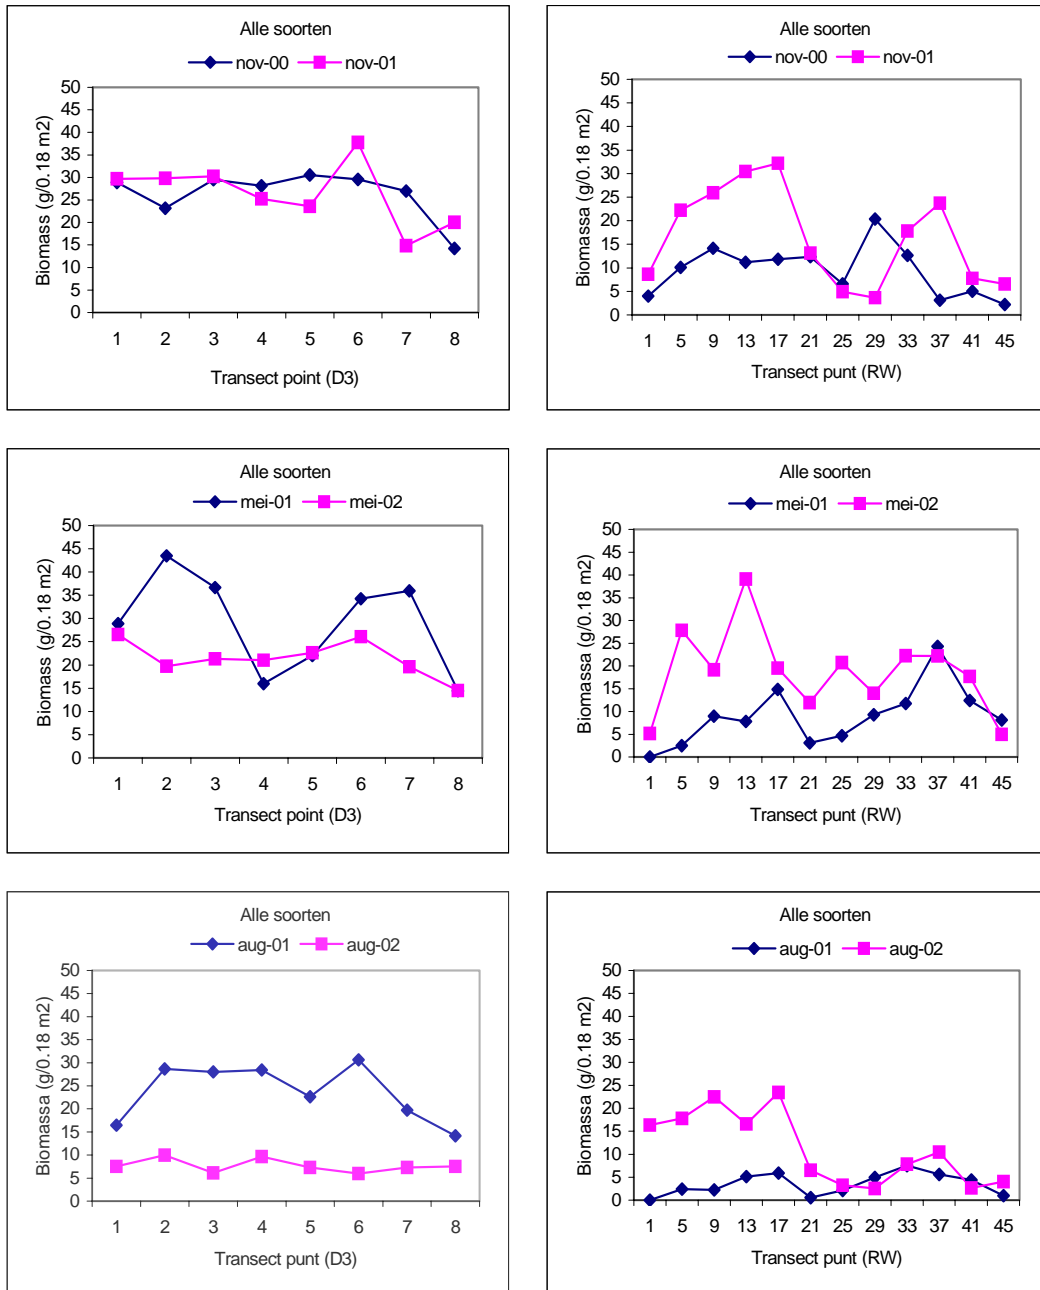 Alle soorten
nov-00 nov-01
50
45
40
35
30
25
20
15
10
5
0
Biomass (g/0.18 m2)
1 2 3 4 5 6 7 8
Transect point (D3)
Alle soorten
nov-00 nov-01
50
45
40
35
30
25
20
15
10
5
0
Biomassa (g/0.18 m2)
1 5 9 13 17 21 25 29 33 37 41 45
Transect punt (RW)
Alle soorten
mei-01 mei-02
50
45
40
35
30
25
20
15
10
5
0
Biomass (g/0.18 m2)
1 2 3 4 5 6 7 8
Transect point (D3)
Alle soorten
mei-01 mei-02
50
45
40
35
30
25
20
15
10
5
0
Biomassa (g/0.18 m2)
1 5 9 13 17 21 25 29 33 37 41 45
Transect punt (RW)
Alle soorten
aug-01 aug-02
50
45
40
35
30
25
20
15
10
5
0
Biomassa (g/0.18 m2)
1 2 3 4 5 6 7 8
Transect punt (D3)
Alle soorten
aug-01 aug-02
50
45
40
35
30
25
20
15
10
5
0
Biomassa (g/0.18 m2)
1 5 9 13 17 21 25 29 33 37 41 45
Transect punt (RW)